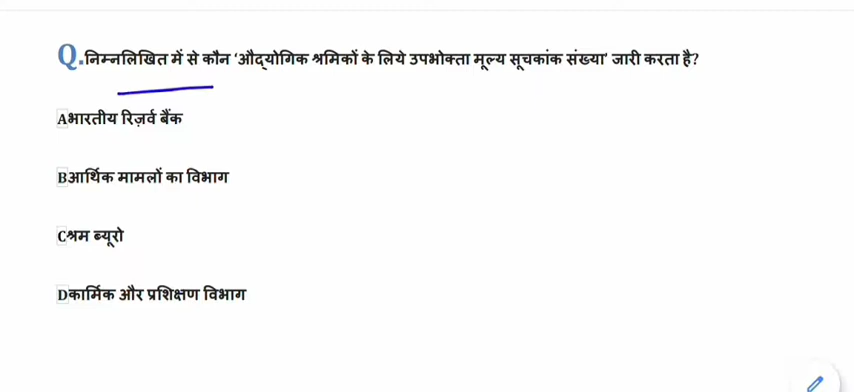 Q.निम्नलिखित में से कौन ‘औद्योगिक श्रमिकों के लिये उपभोक्ता मूल्य सूचकांक संख्या’ जारी करता है?
Aभारतीय रिज़र्व बैंक
Bआर्थिक मामलों का विभाग
Cश्रम ब्यूरो
Dकार्मिक और प्रशिक्षण विभाग